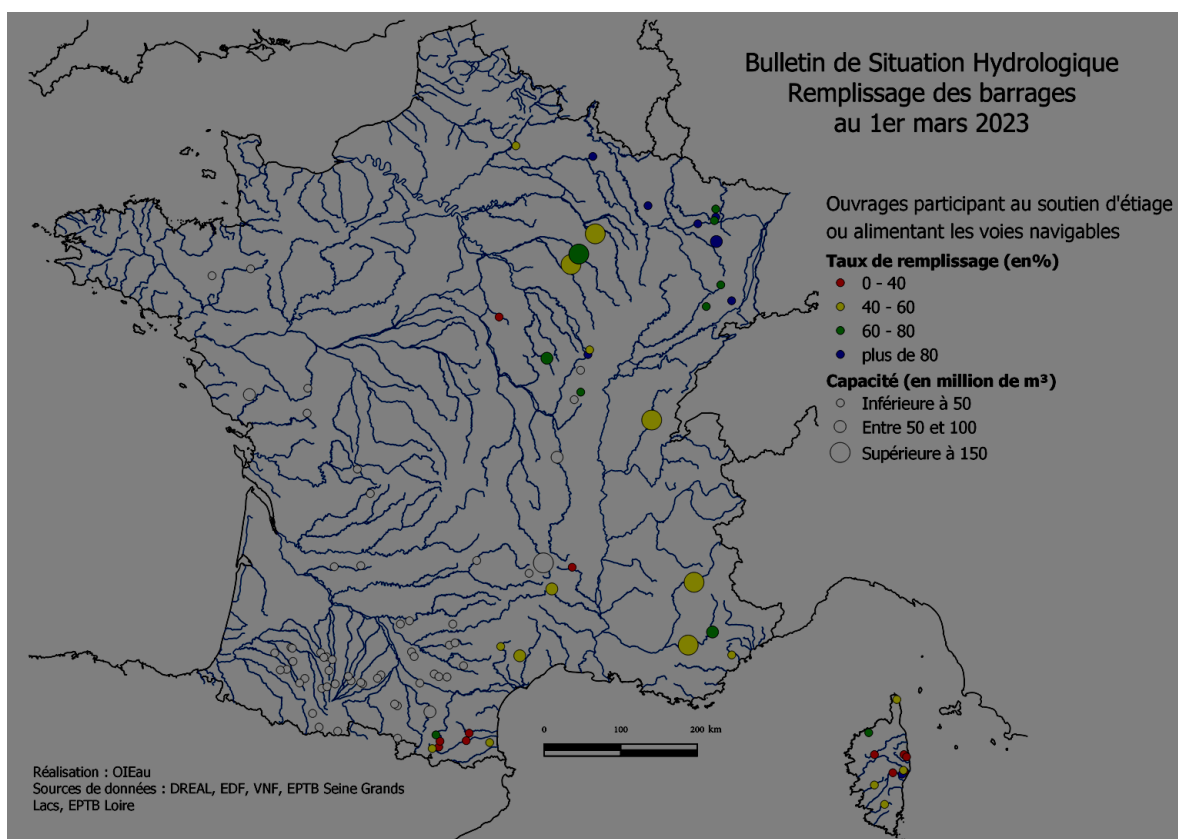 Bulletin de Situation Hydrologique
Remplissage des barrages
au 1er mars 2023
Ouvrages participant au soutien d'étiage
ou alimentant les voies navigables
Taux de remplissage (en%)
0 - 40
40 - 60
60 - 80
plus de 80
Capacité (en million de m³)
Inférieure à 50
Entre 50 et 100
Supérieure à 150
0 100 200 km
Réalisation : OIEau
Sources de données : DREAL, EDF, VNF, EPTB Seine Grands
Lacs, EPTB Loire